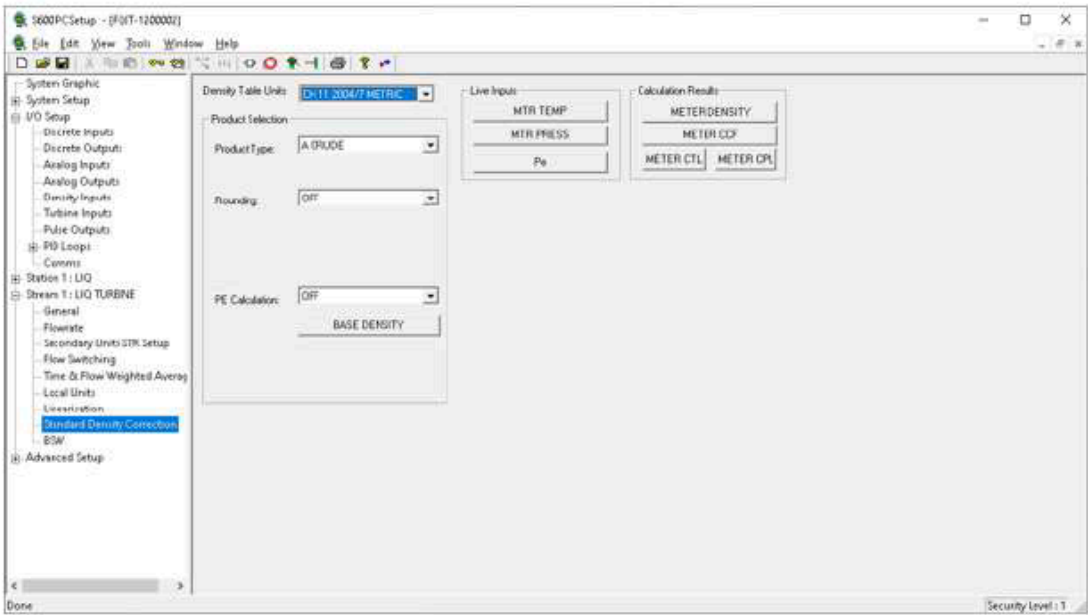 S600PCSetup - [F0IT-1200002]
File Edit View Tools Window Help
System Graphic
System Setup
I/O Setup
Discrete Inputs
Discrete Outputs
Analog Inputs
Analog Outputs
Density Inputs
Turbine Inputs
Pulse Outputs
PID Loops
Comms
Station 1 : LIQ
Stream 1 : LIQ TURBINE
General
Flowrate
Secondary Units STR Setup
Flow Switching
Time & Flow Weighted Averag
Local Units
Linearisation
Standard Density Correction
BSW
Advanced Setup
Density Table Units CH 11 2004/7 METRIC
Product Selection
Product Type: A CRUDE
Rounding: OFF
PE Calculation: OFF
BASE DENSITY
Live Inputs
MTR TEMP
MTR PRESS
Pe
Calculation Results
METER DENSITY
METER CCF
METER CTL METER CPL
Done
Security Level : 1